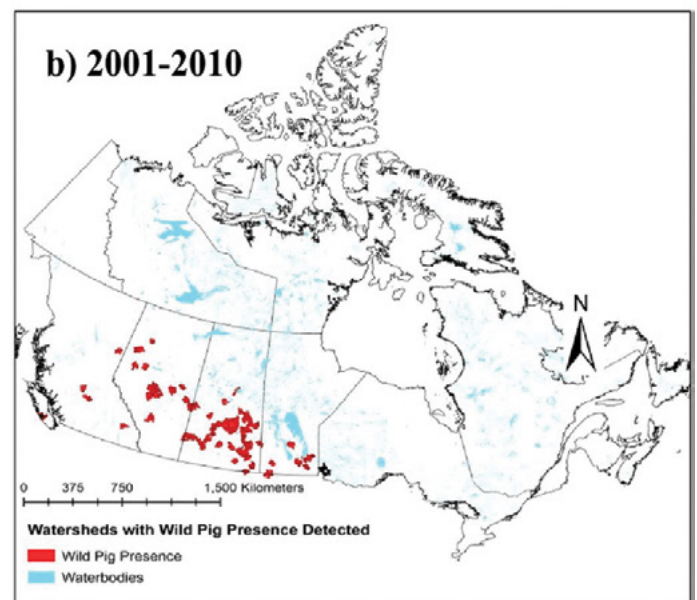 b) 2001-2010
N
0 375 750 1,500 Kilometers
Watersheds with Wild Pig Presence Detected
Wild Pig Presence
Waterbodies